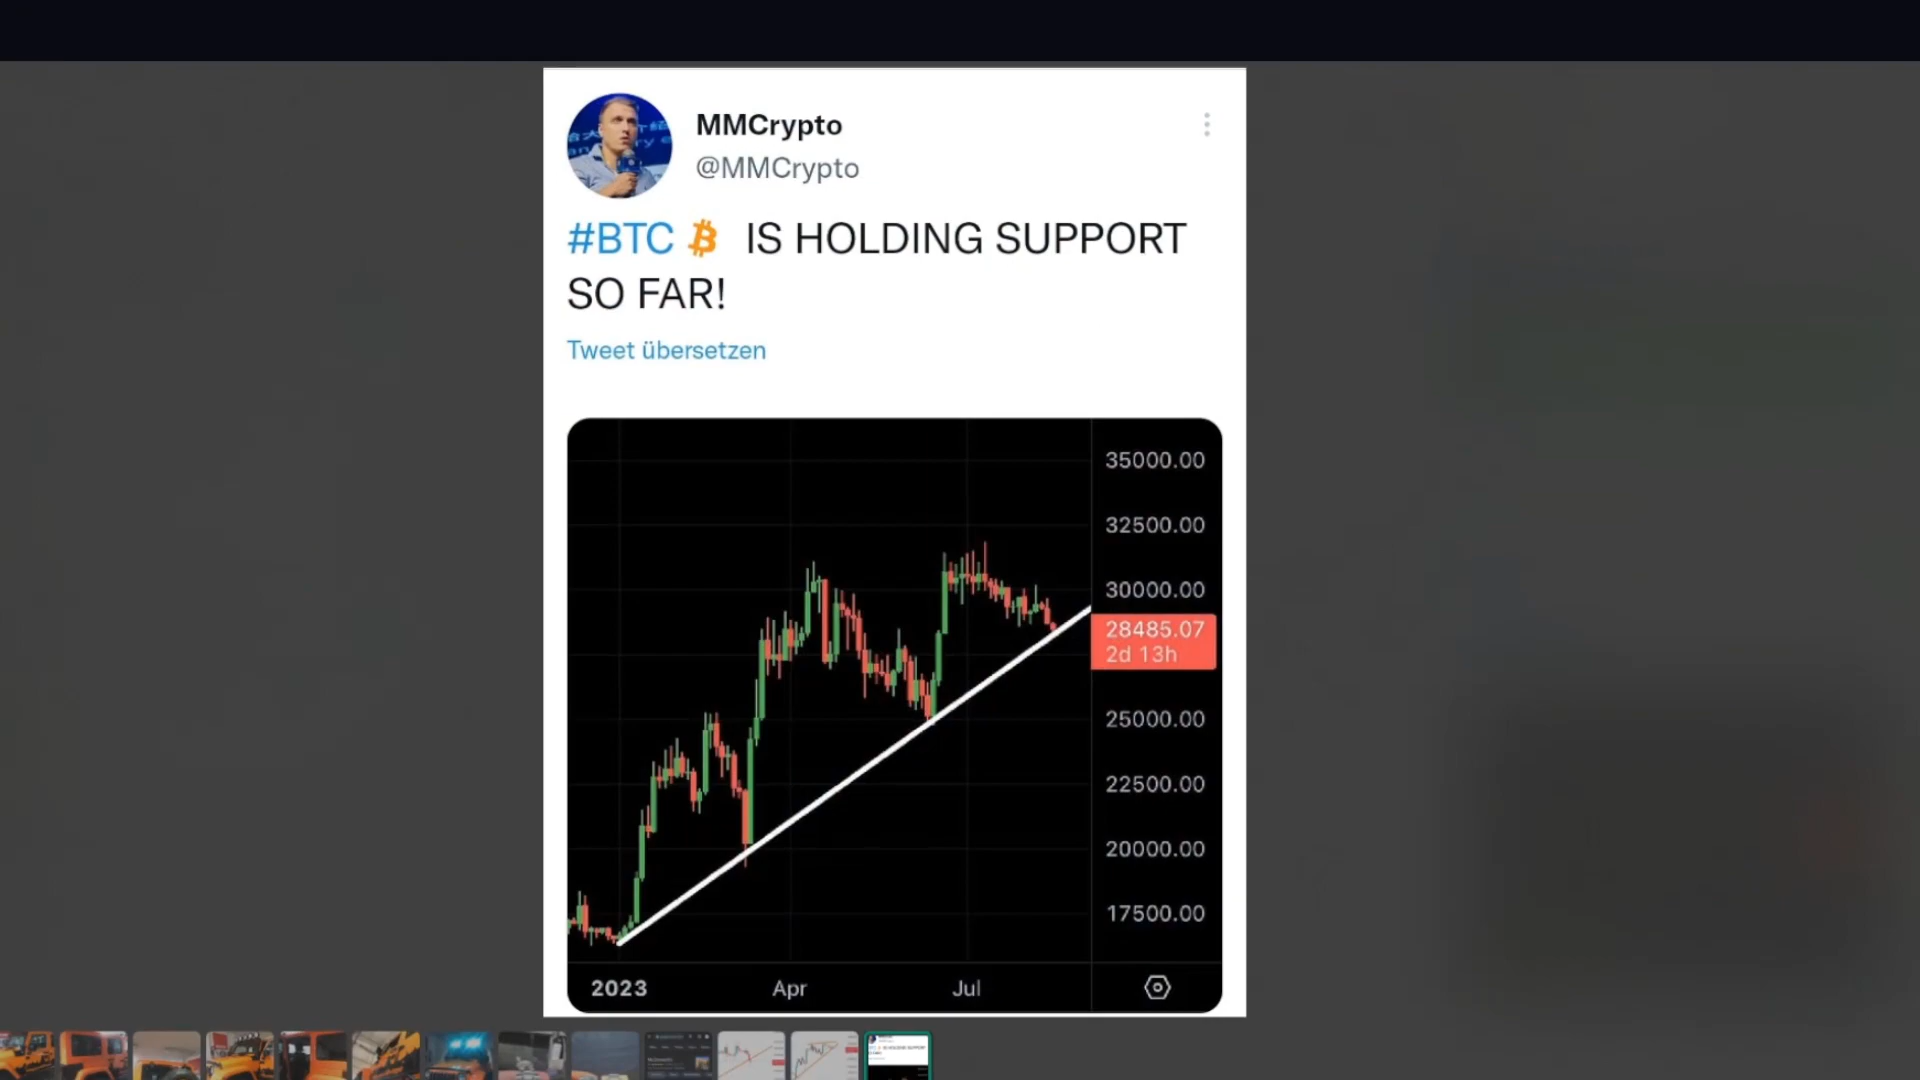 MMCrypto
@MMCrypto
#BTC IS HOLDING SUPPORT
SO FAR!
Tweet übersetzen
35000.00
32500.00
30000.00
28485.07
2d 13h
25000.00
22500.00
20000.00
17500.00
2023 Apr Jul